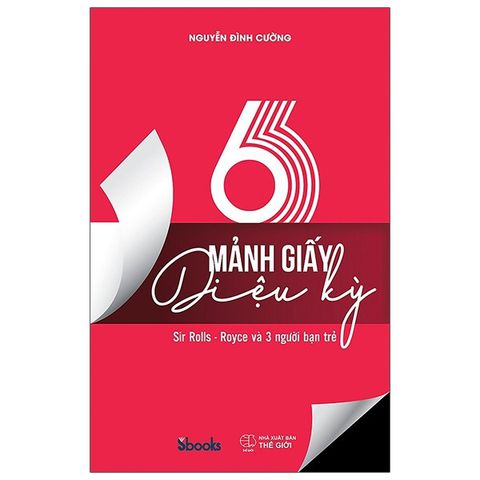 NGUYỄN ĐÌNH CƯỜNG
6
MẢNH GIẤY
Diệu kỳ
Sir Rolls - Royce và 3 người bạn trẻ
Sbooks
NHÀ XUẤT BẢN
THẾ GIỚI